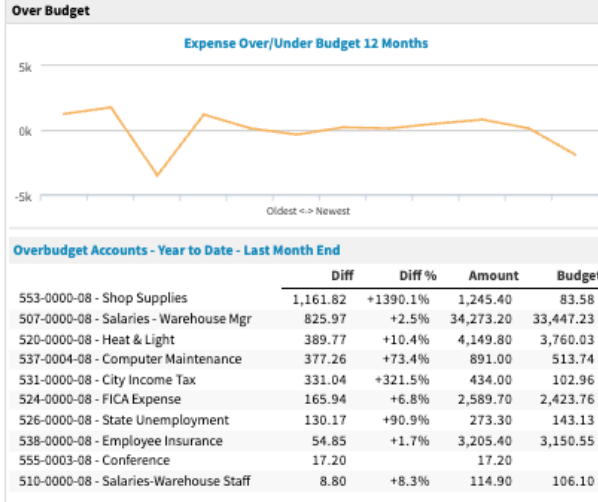 Over Budget
Expense Over/Under Budget 12 Months
5k
0k
-5k
Oldest <-> Newest
Overbudget Accounts - Year to Date - Last Month End
Diff Diff % Amount Budget
553-0000-08 - Shop Supplies 1,161.82 +1390.1% 1,245.40 83.58
507-0000-08 - Salaries - Warehouse Mgr 825.97 +2.5% 34,273.20 33,447.23
520-0000-08 - Heat & Light 389.77 +10.4% 4,149.80 3,760.03
537-0004-08 - Computer Maintenance 377.26 +73.4% 891.00 513.74
531-0000-08 - City Income Tax 331.04 +321.5% 434.00 102.96
524-0000-08 - FICA Expense 165.94 +6.8% 2,589.70 2,423.76
526-0000-08 - State Unemployment 130.17 +90.9% 273.30 143.13
538-0000-08 - Employee Insurance 54.85 +1.7% 3,205.40 3,150.55
555-0003-08 - Conference 17.20 17.20
510-0000-08 - Salaries-Warehouse Staff 8.80 +8.3% 114.90 106.10